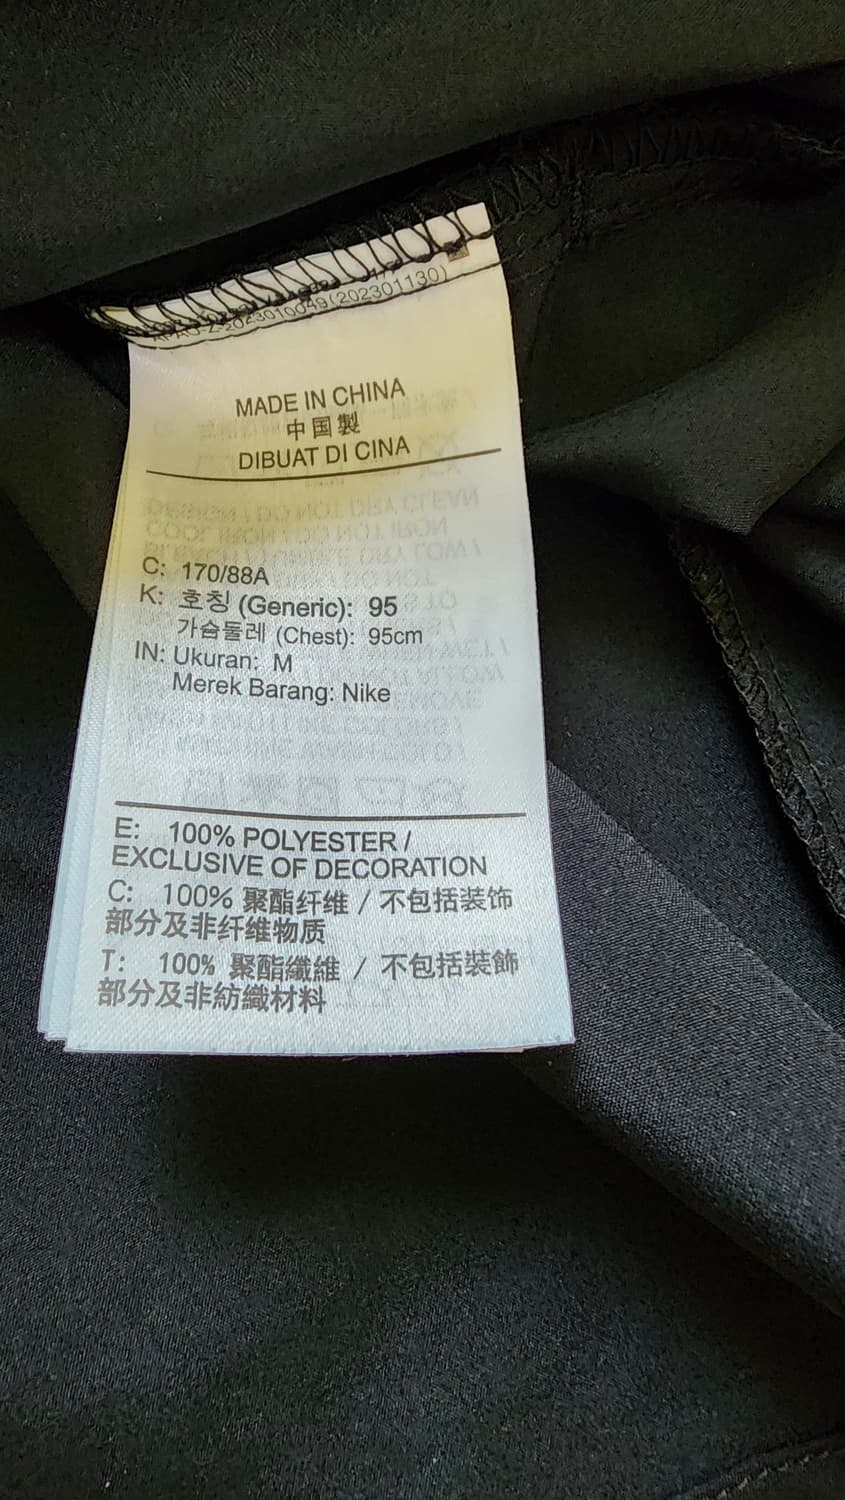 2023010049(202301130)
MADE IN CHINA
中国製
DIBUAT DI CINA
C: 170/88A
K: 호칭 (Generic): 95
가슴둘레 (Chest): 95cm
IN: Ukuran: M
Merek Barang: Nike
E: 100% POLYESTER /
EXCLUSIVE OF DECORATION
C: 100% 聚酯纤维 / 不包括装饰
部分及非纤维物质
T: 100% 聚酯纖維 / 不包括裝飾
部分及非紡織材料